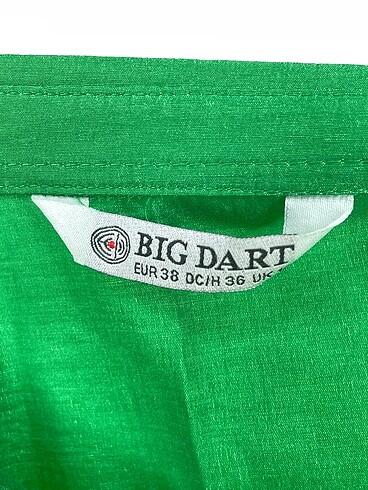 BIG DART
EUR 38 DC/H 36 UK